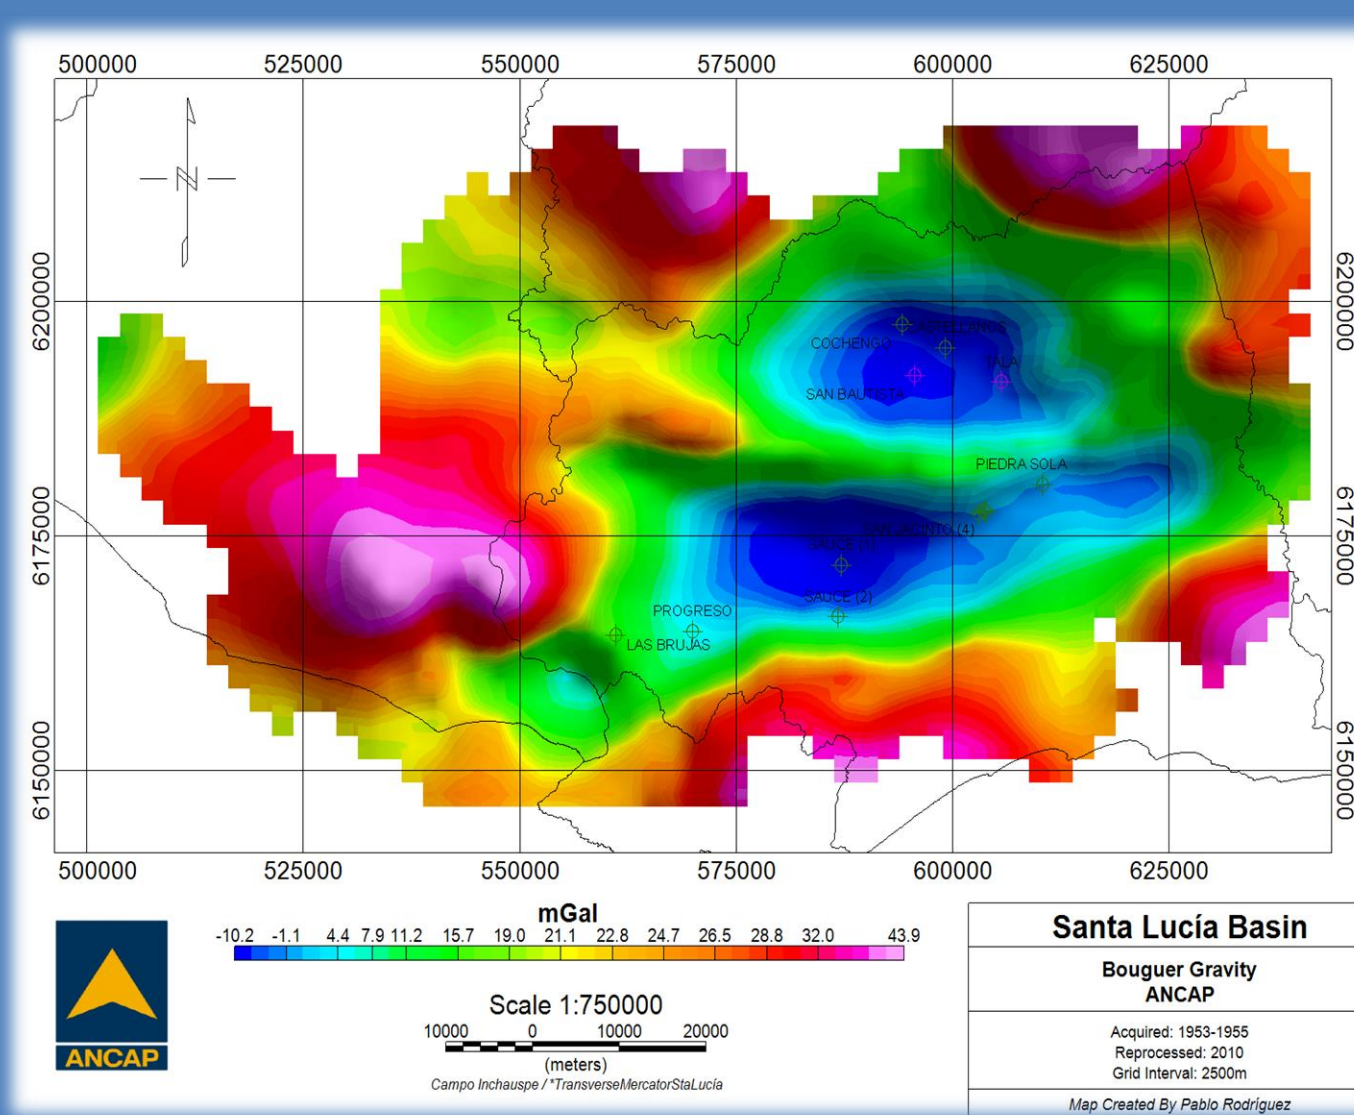 500000 525000 550000 575000 600000 625000
N
6200000 6200000
CASTELLANOS
COCHENGO
TALA
SAN BAUTISTA
PIEDRA SOLA
6175000 6175000
SAN JACINTO (4)
SAUCE (1)
SAUCE (2)
PROGRESO
LAS BRUJAS
6150000 6150000
500000 525000 550000 575000 600000 625000
mGal
-10.2 -1.1 4.4 7.9 11.2 15.7 19.0 21.1 22.8 24.7 26.5 28.8 32.0 43.9
Scale 1:750000
10000 0 10000 20000
(meters)
Campo Inchauspe / *TransverseMercatorStaLucía
ANCAP
Santa Lucía Basin
Bouguer Gravity
ANCAP
Acquired: 1953-1955
Reprocessed: 2010
Grid Interval: 2500m
Map Created By Pablo Rodríguez